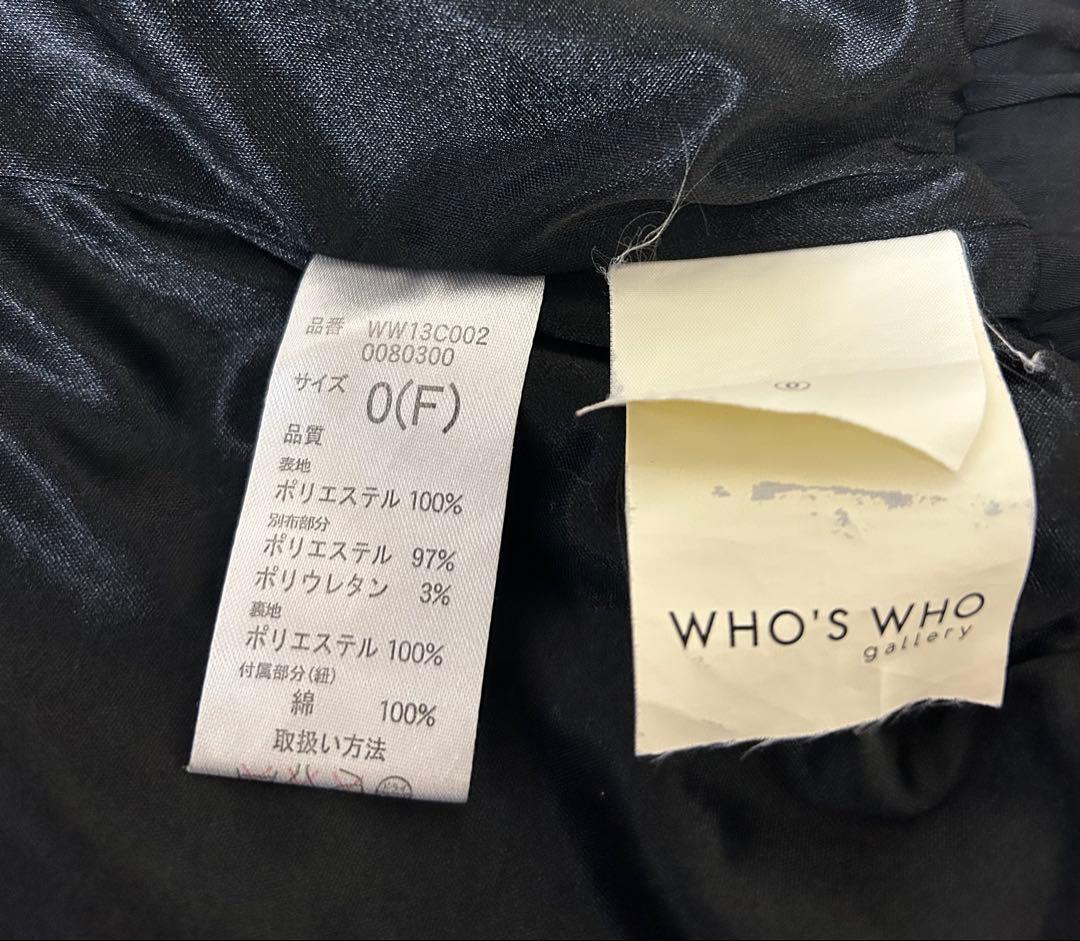 品番 WW13C002
0080300
サイズ 0(F)
品質
表地
ポリエステル 100%
別布部分
ポリエステル 97%
ポリウレタン 3%
裏地
ポリエステル 100%
付属部分(紐)
綿 100%
取扱い方法
0
WHO'S WHO
gallery